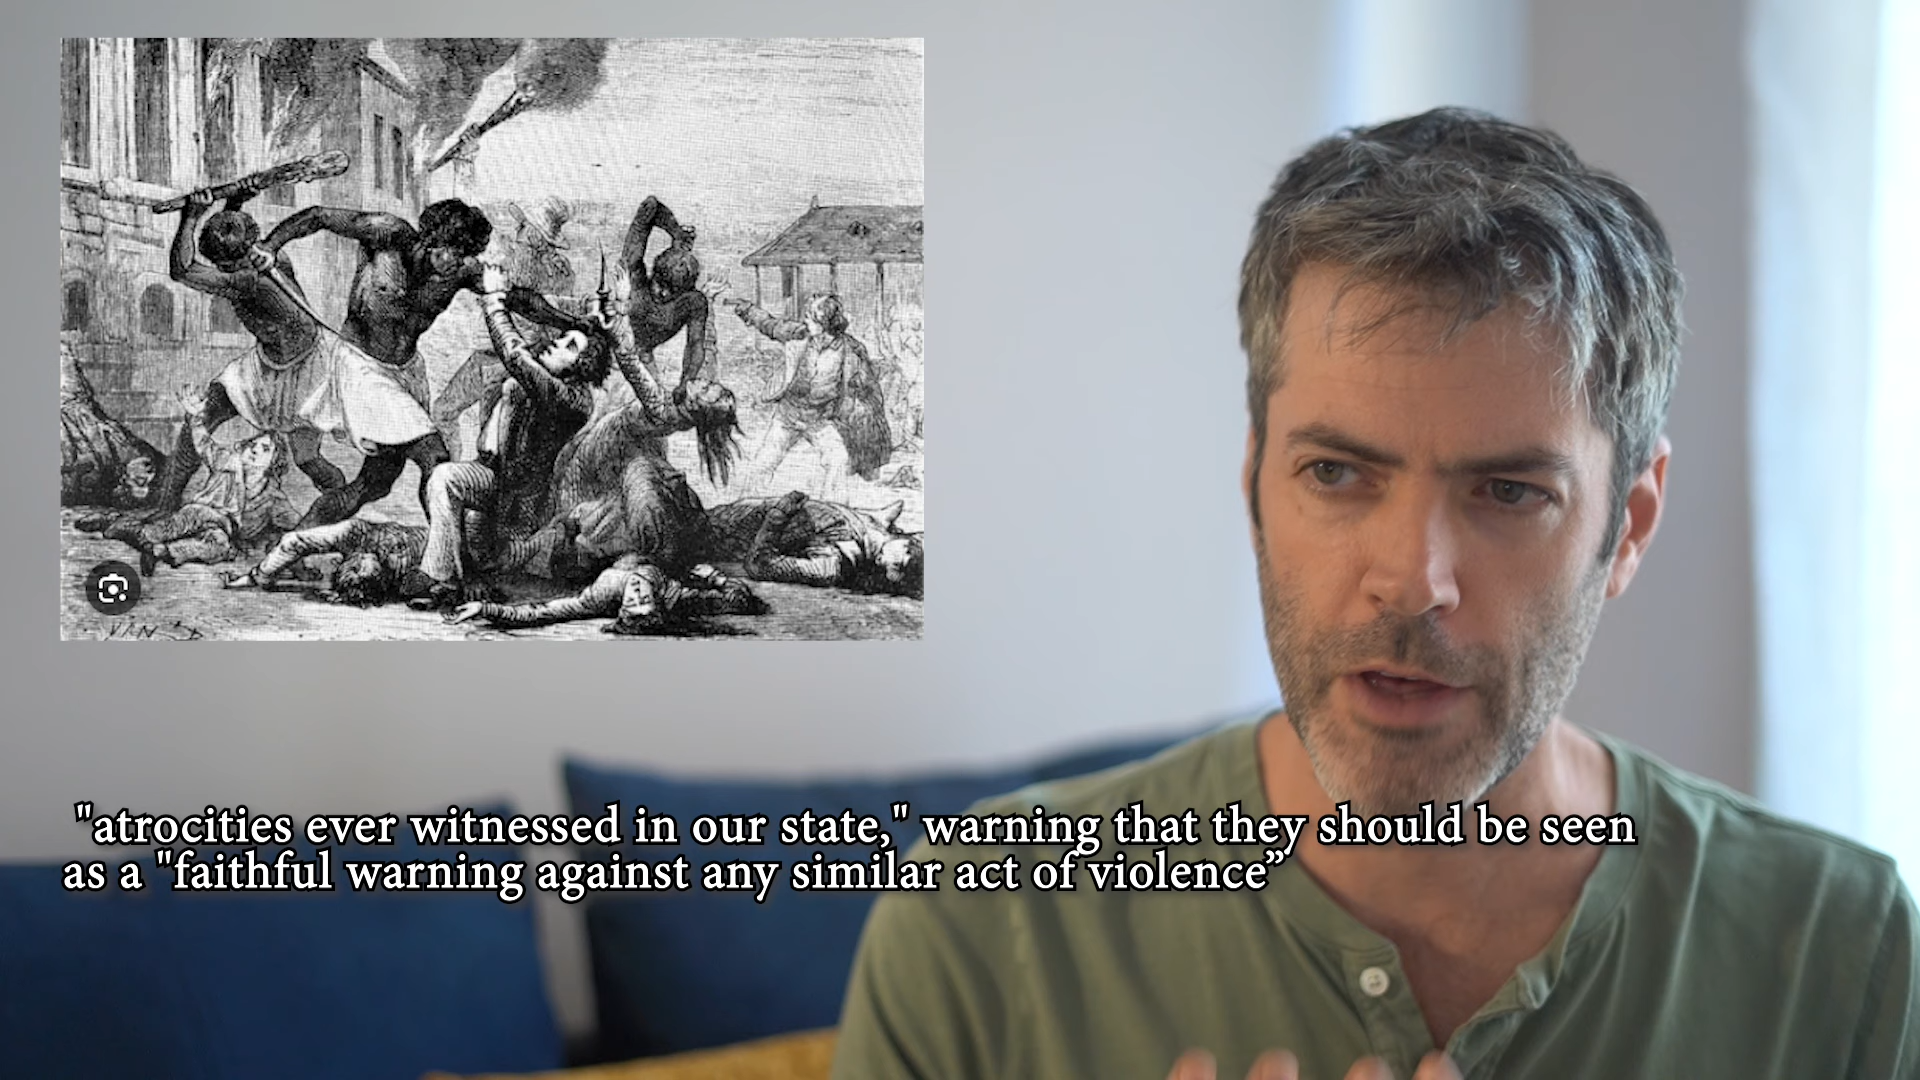 "atrocities ever witnessed in our state," warning that they should be seen
as a "faithful warning against any similar act of violence”